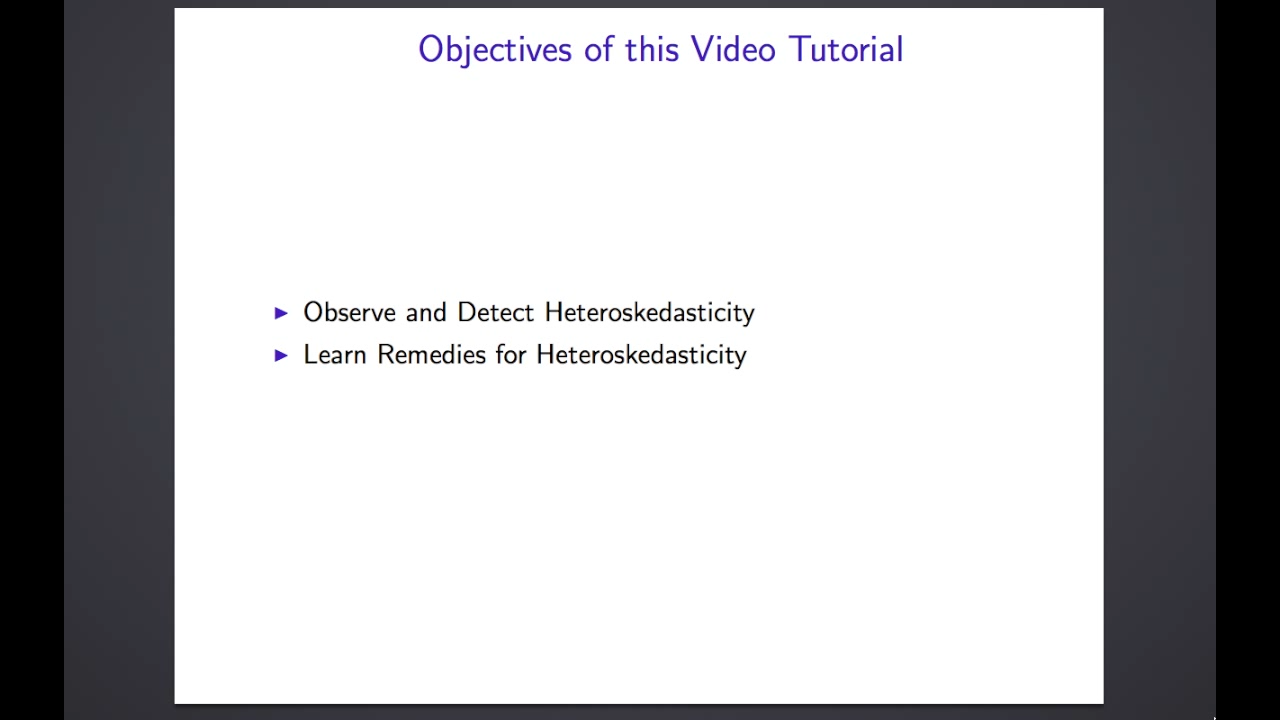 Objectives of this Video Tutorial
▶ Observe and Detect Heteroskedasticity
▶ Learn Remedies for Heteroskedasticity